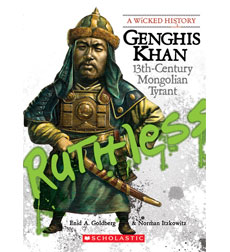 A WICKED HISTORY
GENGHIS
KHAN
13th-Century
Mongolian
Tyrant
RUTHLESS
Enid A. Goldberg & Norman Itzkowitz
SCHOLASTIC